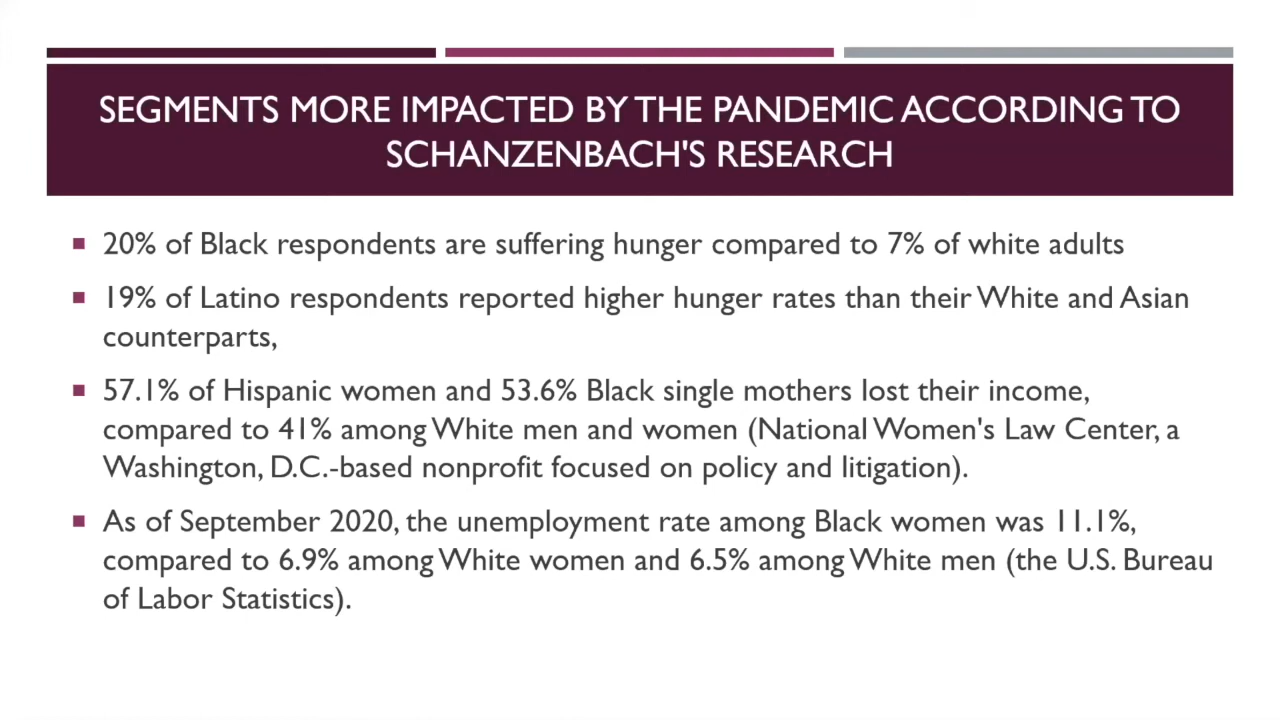 SEGMENTS MORE IMPACTED BY THE PANDEMIC ACCORDING TO
SCHANZENBACH'S RESEARCH
▪ 20% of Black respondents are suffering hunger compared to 7% of white adults
▪ 19% of Latino respondents reported higher hunger rates than their White and Asian
counterparts,
▪ 57.1% of Hispanic women and 53.6% Black single mothers lost their income,
compared to 41% among White men and women (National Women's Law Center, a
Washington, D.C.-based nonprofit focused on policy and litigation).
▪ As of September 2020, the unemployment rate among Black women was 11.1%,
compared to 6.9% among White women and 6.5% among White men (the U.S. Bureau
of Labor Statistics).